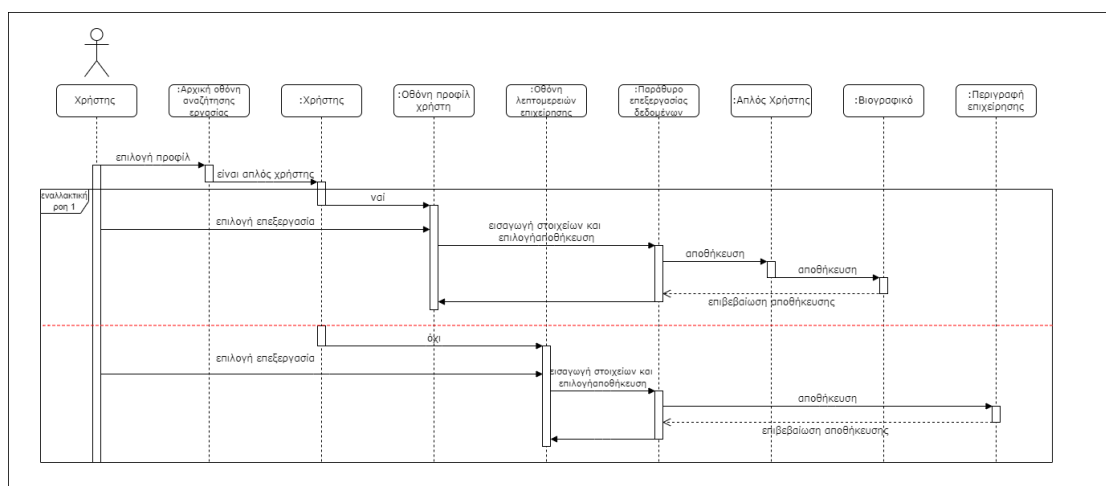 Χρήστης
:Αρχική οθόνη
αναζήτησης
εργασίας
:Χρήστης
:Οθόνη προφίλ
χρήστη
:Οθόνη
λεπτομερειών
επιχείρησης
:Παράθυρο
επεξεργασίας
δεδομένων
:Απλός Χρήστης
:Βιογραφικό
:Περιγραφή
επιχείρησης
επιλογή προφίλ
είναι απλός χρήστης
εναλλακτική
ροη 1
ναί
επιλογή επεξεργασία
εισαγωγή στοιχείων και
επιλογήαποθήκευση
αποθήκευση
αποθήκευση
επιβεβαίωση αποθήκευσης
όχι
επιλογή επεξεργασία
εισαγωγή στοιχείων και
επιλογήαποθήκευση
αποθήκευση
επιβεβαίωση αποθήκευσης